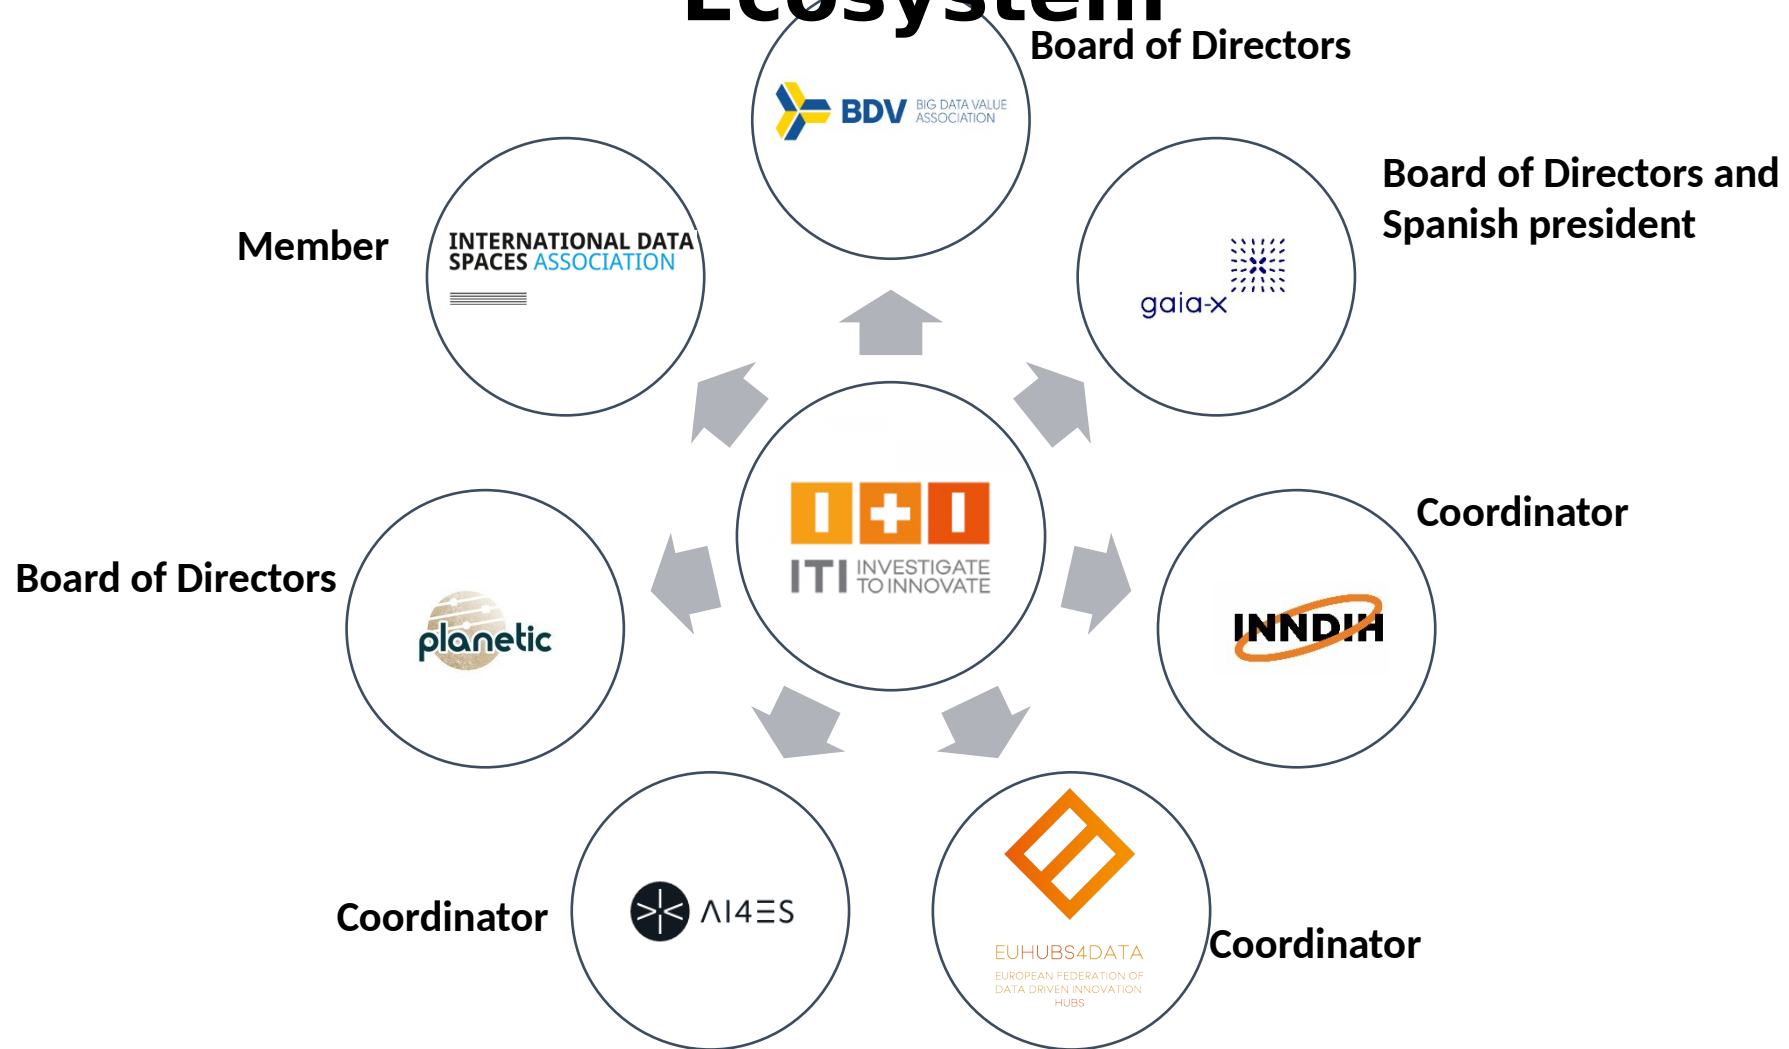 Ecosystem
Board of Directors
BDV BIG DATA VALUE
ASSOCIATION
Board of Directors and
Spanish president
gaia-x
Member
INTERNATIONAL DATA
SPACES ASSOCIATION
ITI INVESTIGATE
TO INNOVATE
Coordinator
INNDIH
Board of Directors
planetic
Coordinator
AI4ES
EUHUBS4DATA
EUROPEAN FEDERATION OF
DATA DRIVEN INNOVATION
HUBS
Coordinator